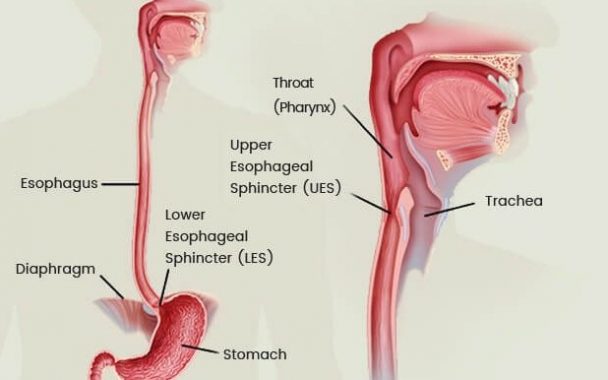 Throat
(Pharynx)
Upper
Esophageal
Sphincter (UES)
Esophagus
Trachea
Lower
Esophageal
Sphincter (LES)
Diaphragm
Stomach